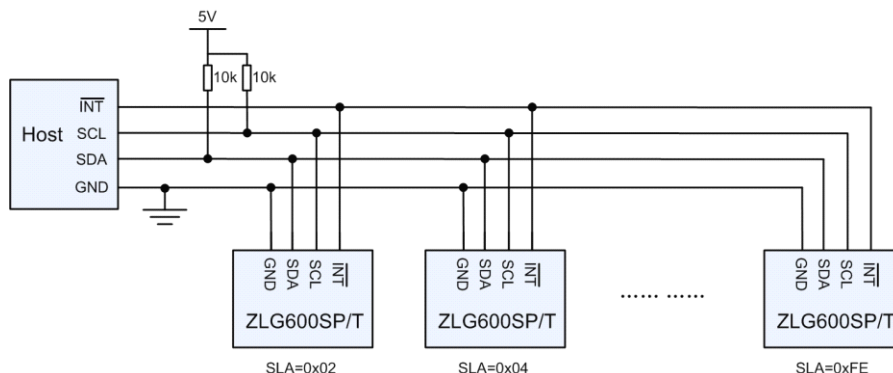 5V
10k 10k
INT
Host SCL
SDA
GND
GND SDA SCL INT
GND SDA SCL INT
GND SDA SCL INT
ZLG600SP/T ZLG600SP/T ...... ...... ZLG600SP/T
SLA=0x02 SLA=0x04 SLA=0xFE